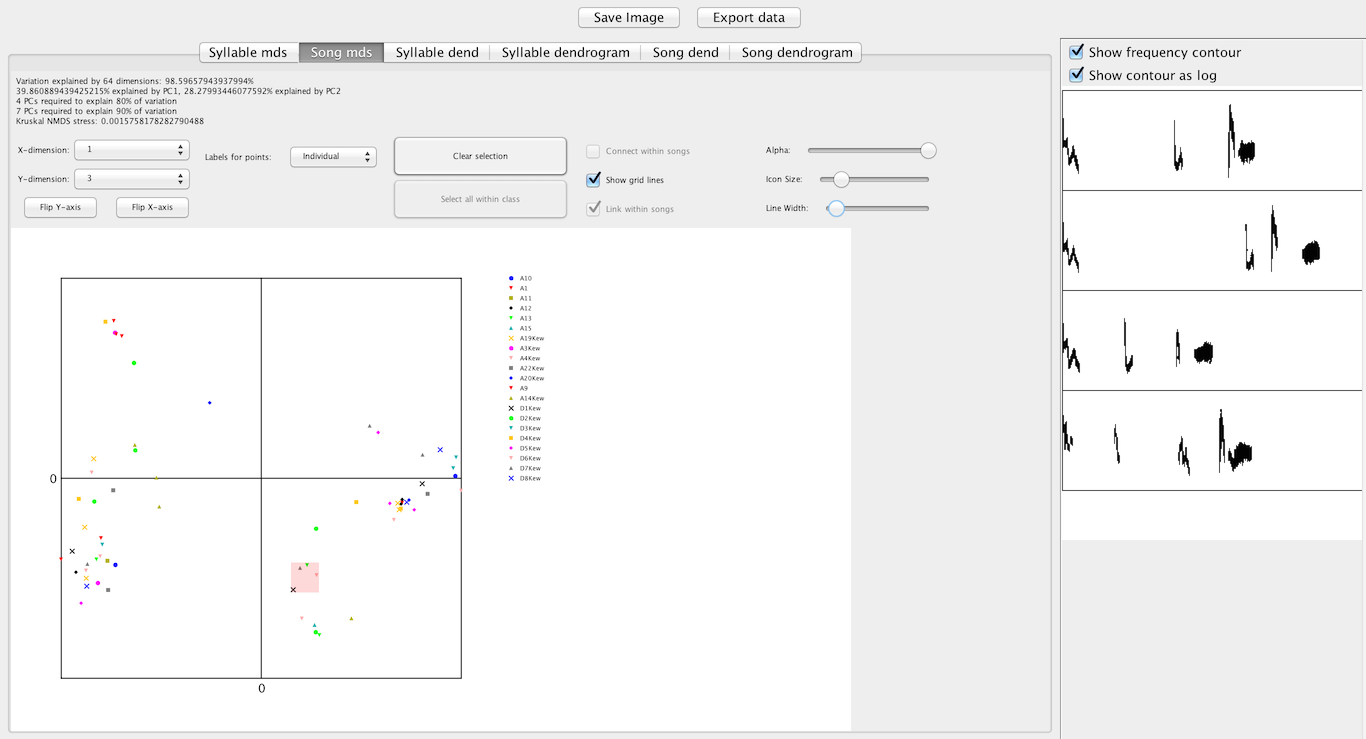 Save Image Export data
Syllable mds Song mds Syllable dend Syllable dendrogram Song dend Song dendrogram
Show frequency contour
Show contour as log
Variation explained by 64 dimensions: 98.59657943937994%
39.860889439425215% explained by PC1, 28.27993446077592% explained by PC2
4 PCs required to explain 80% of variation
7 PCs required to explain 90% of variation
Kruskal NMDS stress: 0.0015758178282790488
X-dimension: 1
Y-dimension: 3
Flip Y-axis Flip X-axis
Labels for points: Individual
Clear selection
Select all within class
Connect within songs
Show grid lines
Link within songs
Alpha:
Icon Size:
Line Width:
0
0
A10
A1
A11
A12
A13
A15
A19Kew
A3Kew
A4Kew
A22Kew
A20Kew
A9
A14Kew
D1Kew
D2Kew
D3Kew
D4Kew
D5Kew
D6Kew
D7Kew
D8Kew